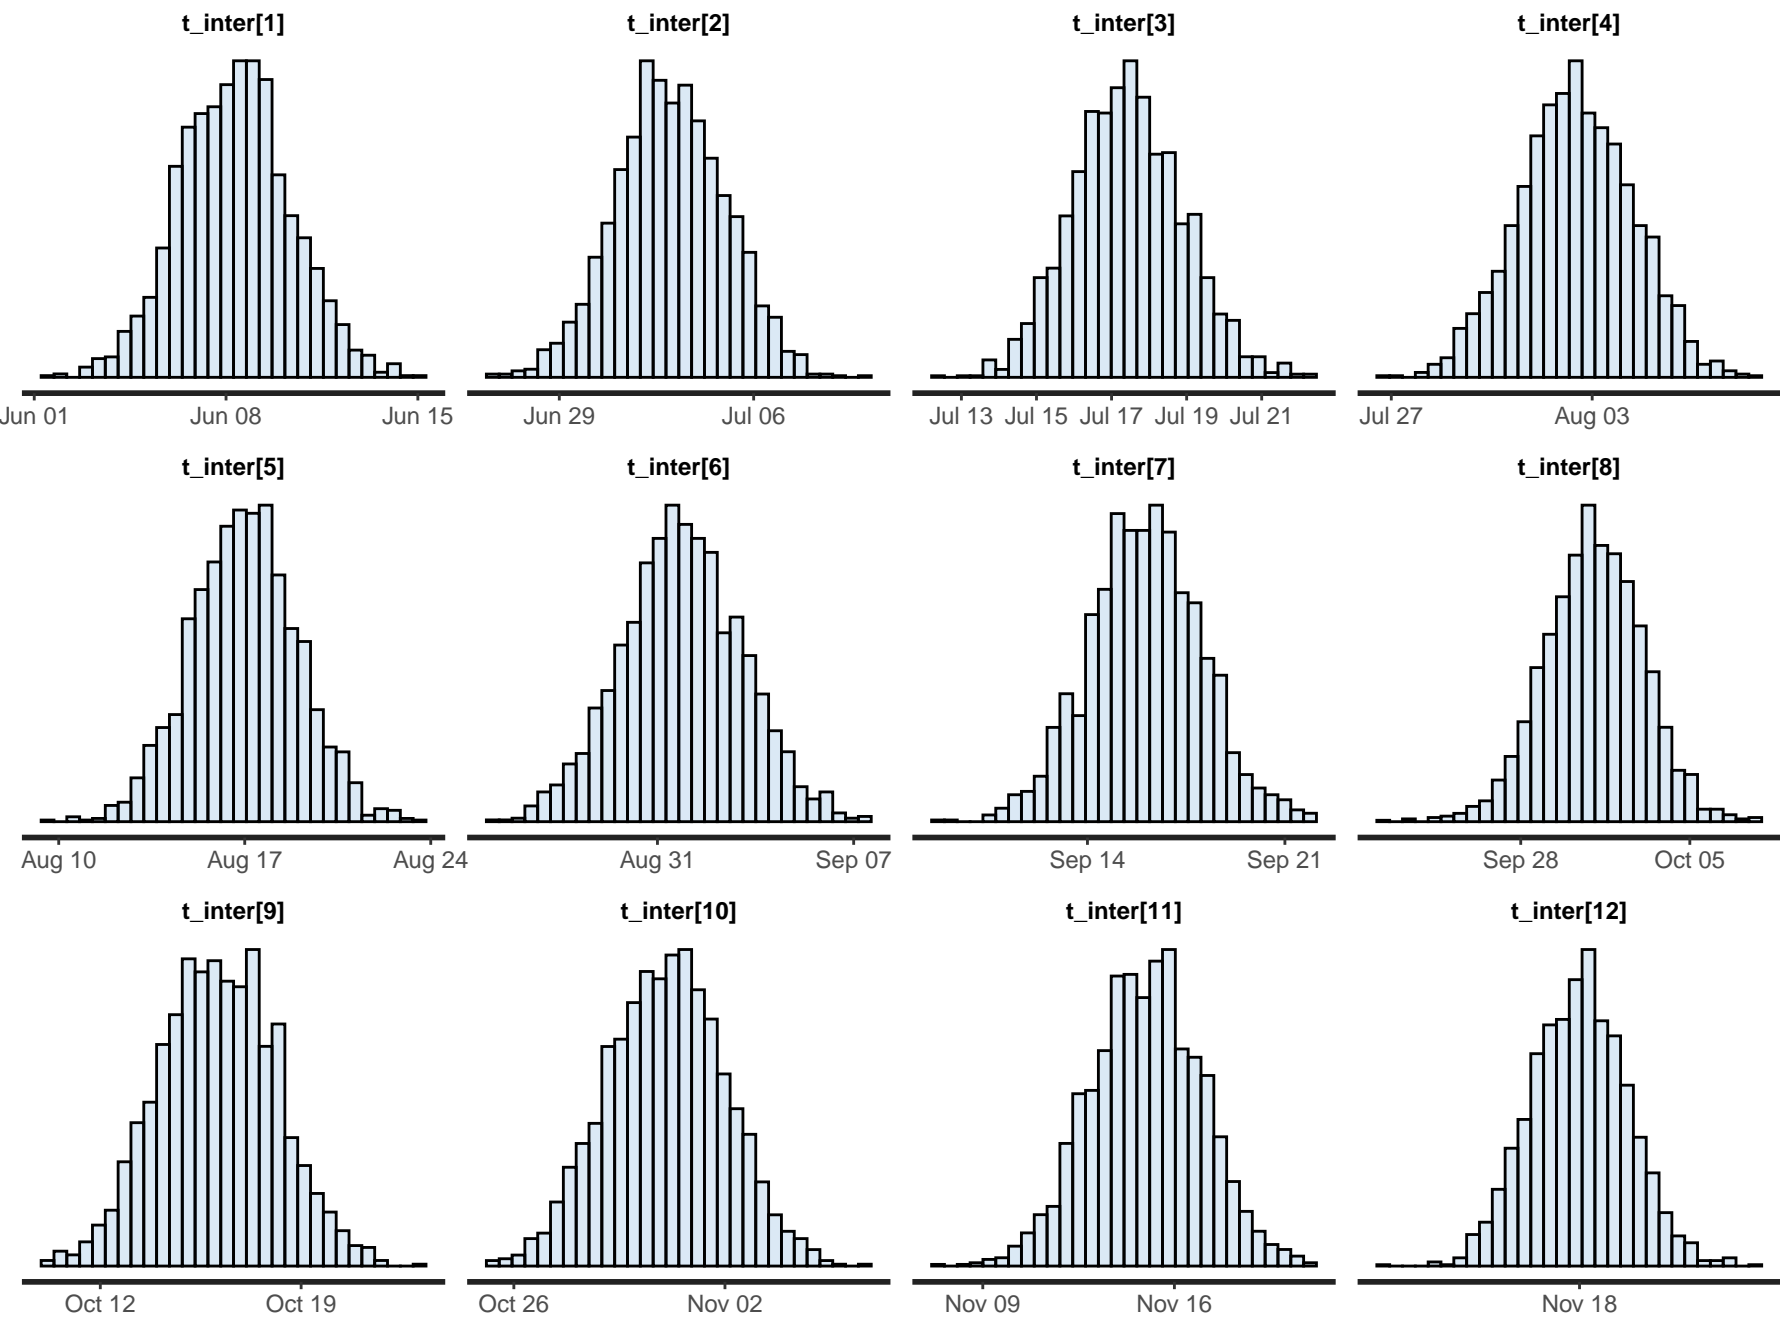 t_inter[1] t_inter[2] t_inter[3] t_inter[4]
Jun 01 Jun 08 Jun 15 Jun 29 Jul 06 Jul 13 Jul 15 Jul 17 Jul 19 Jul 21 Jul 27 Aug 03
t_inter[5] t_inter[6] t_inter[7] t_inter[8]
Aug 10 Aug 17 Aug 24 Aug 31 Sep 07 Sep 14 Sep 21 Sep 28 Oct 05
t_inter[9] t_inter[10] t_inter[11] t_inter[12]
Oct 12 Oct 19 Oct 26 Nov 02 Nov 09 Nov 16 Nov 18